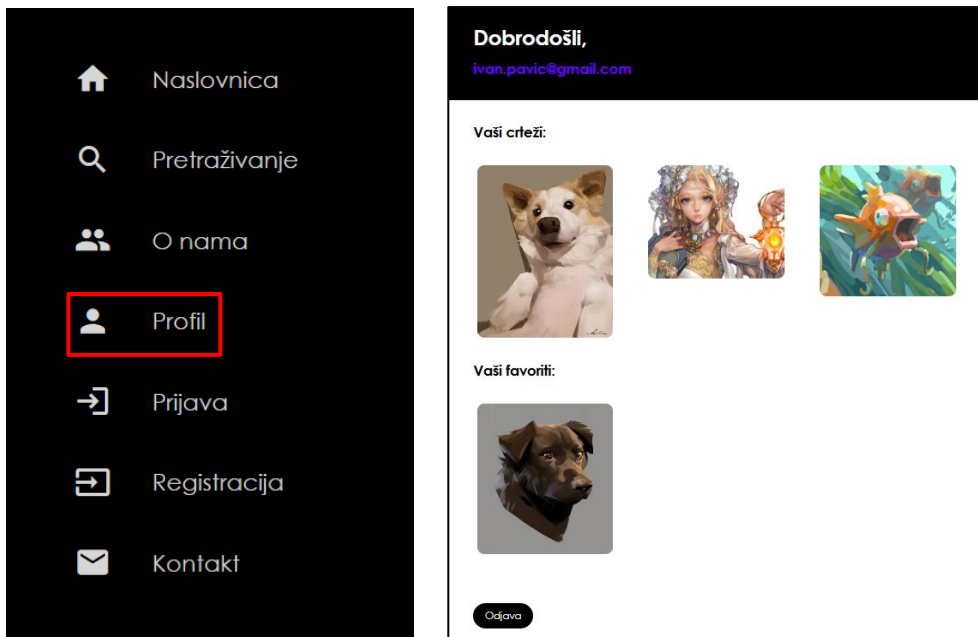 Naslovnica
Pretraživanje
O nama
Profil
Prijava
Registracija
Kontakt
Dobrodošli,
ivan.pavic@gmail.com
Vaši crteži:
Vaši favoriti:
Odjava